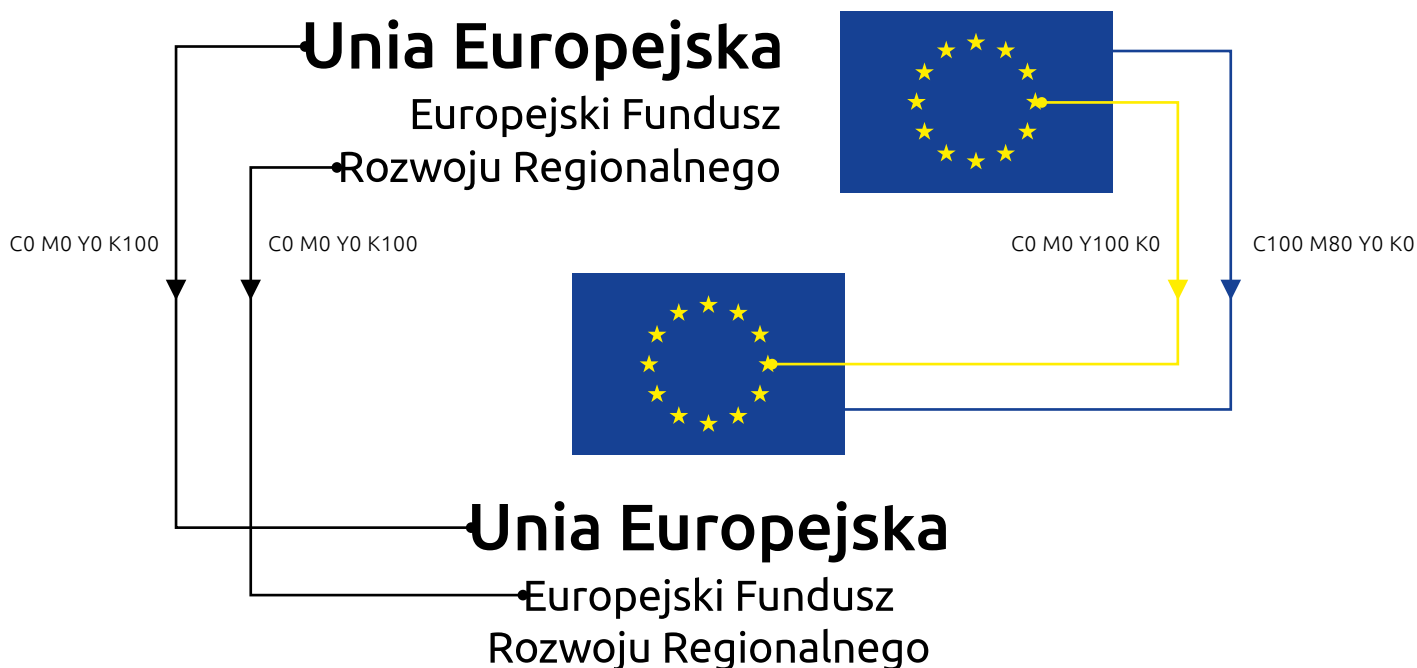 Unia Europejska
Europejski Fundusz
Rozwoju Regionalnego
C0 M0 Y0 K100
C0 M0 Y0 K100
C0 M0 Y100 K0
C100 M80 Y0 K0
Unia Europejska
Europejski Fundusz
Rozwoju Regionalnego